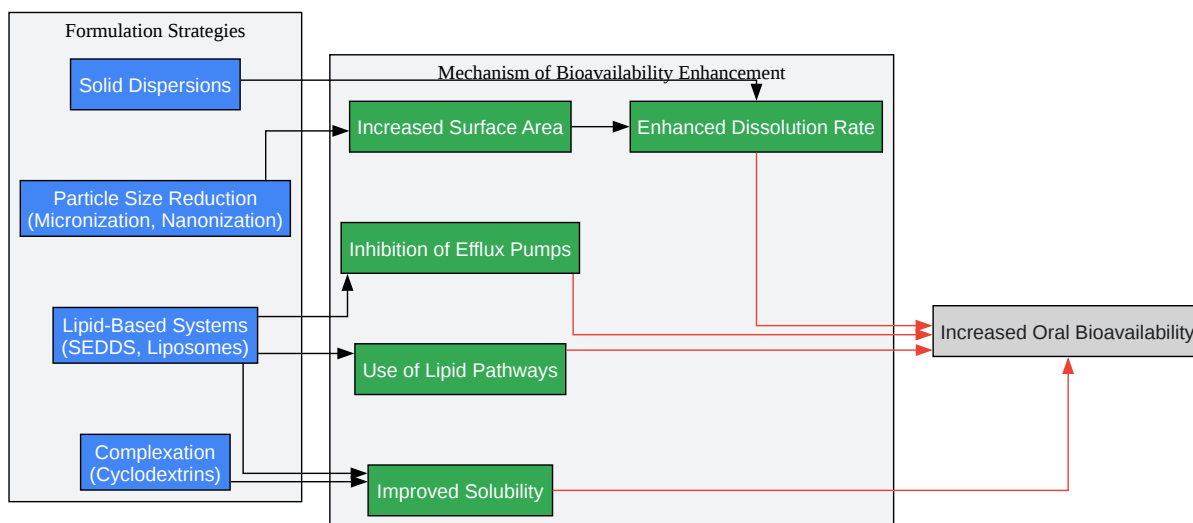 Formulation Strategies
Solid Dispersions
Particle Size Reduction
(Micronization, Nanonization)
Lipid-Based Systems
(SEDDS, Liposomes)
Complexation
(Cyclodextrins)
Mechanism of Bioavailability Enhancement
Increased Surface Area
Enhanced Dissolution Rate
Inhibition of Efflux Pumps
Use of Lipid Pathways
Improved Solubility
Increased Oral Bioavailability